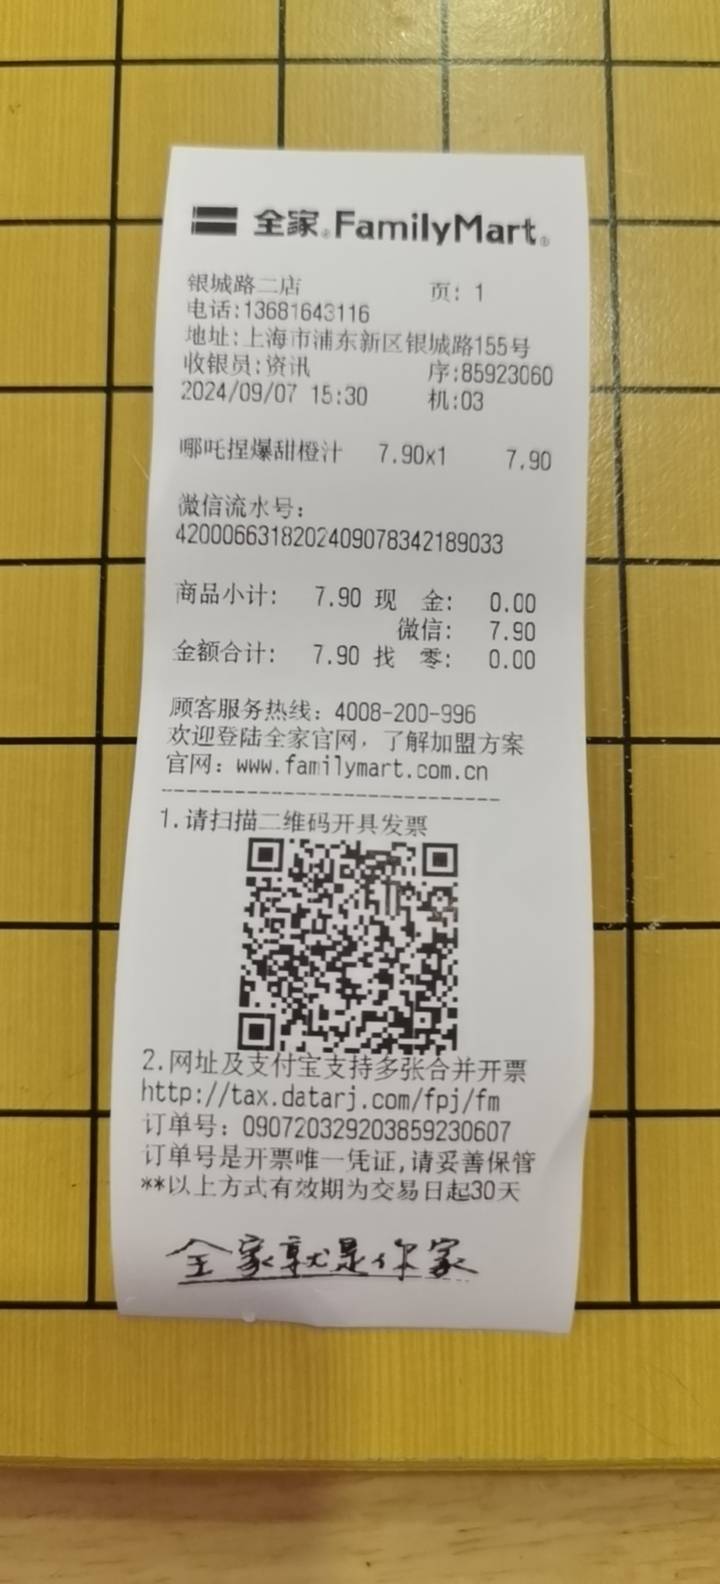 全家 FamilyMart
银城路二店 页: 1
电话:13681643116
地址:上海市浦东新区银城路155号
收银员:资讯 序:85923060
2024/09/07 15:30 机:03
哪吒捏爆甜橙汁 7.90x1 7.90
微信流水号:
4200066318202409078342189033
商品小计: 7.90 现 金: 0.00
微信: 7.90
金额合计: 7.90 找 零: 0.00
顾客服务热线: 4008-200-996
欢迎登陆全家官网，了解加盟方案
官网: www.familymart.com.cn
1.请扫描二维码开具发票
2.网址及支付宝支持多张合并开票
http://tax.datarj.com/fpj/fm
订单号: 090720329203859230607
订单号是开票唯一凭证,请妥善保管
**以上方式有效期为交易日起30天
全家就是你家